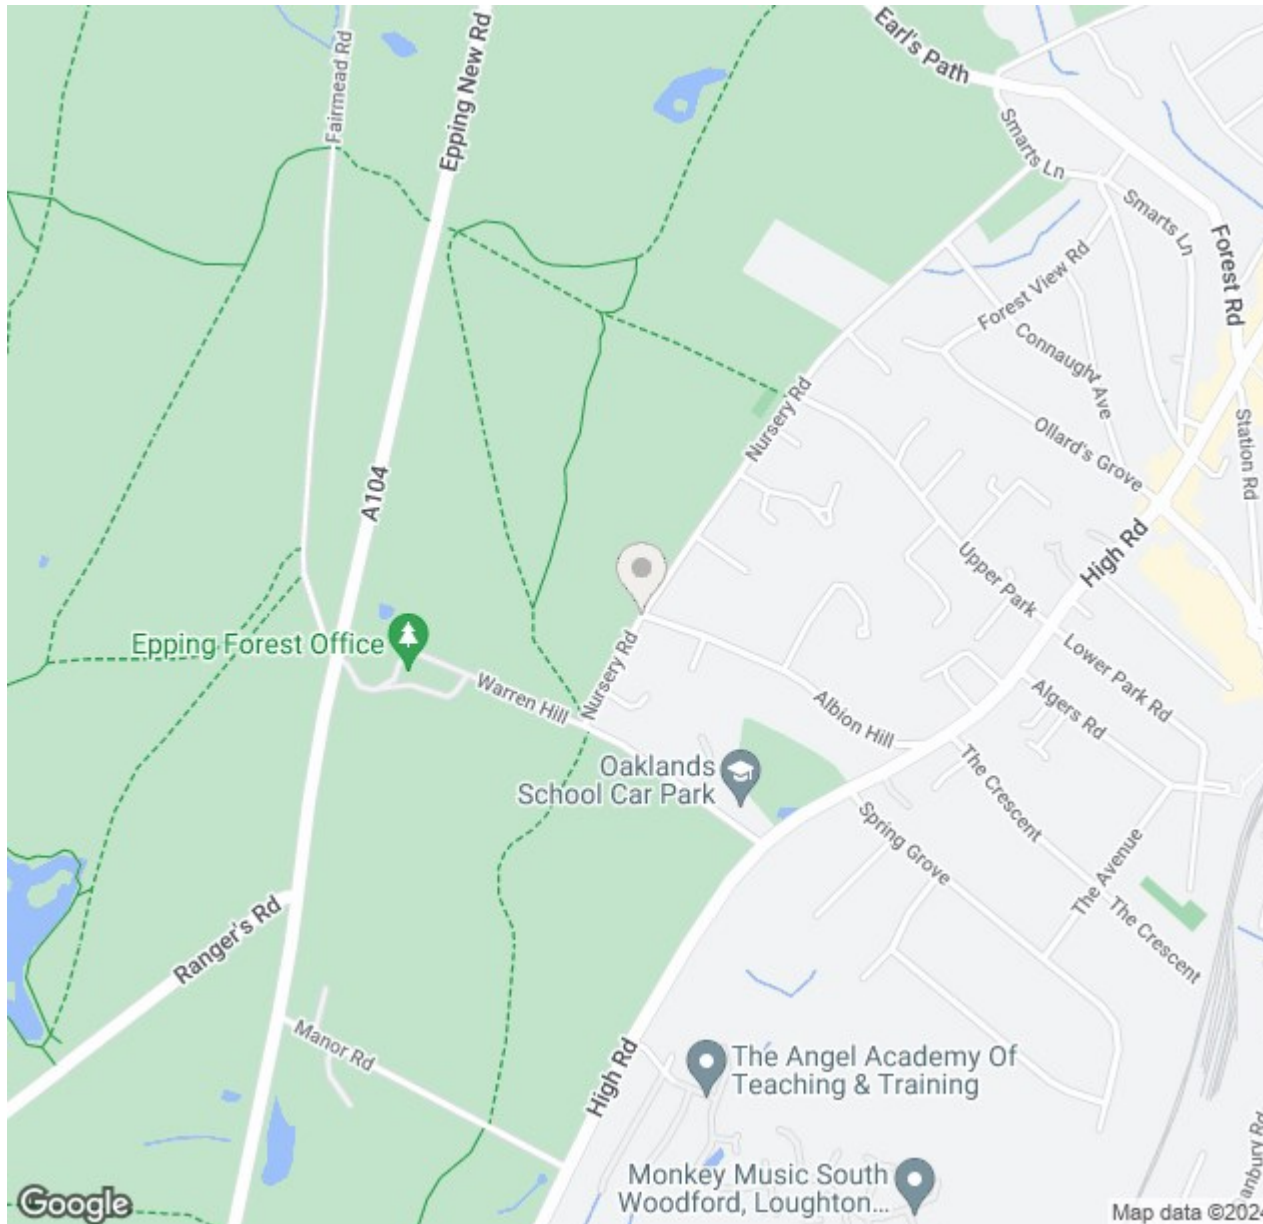 Earl's Path
Fairmead Rd
Epping New Rd
Smarts Ln
Smarts Ln
Forest Rd
Forest View Rd
Connaught Ave
Nursery Rd
Ollard's Grove
Station Rd
A104
High Rd
Upper Park
Epping Forest Office
Nursery Rd
Warren Hill
Lower Park Rd
Algers Rd
Albion Hill
Oaklands
School Car Park
The Crescent
Spring Grove
The Avenue
The Crescent
Ranger's Rd
Manor Rd
High Rd
The Angel Academy Of
Teaching & Training
Monkey Music South
Woodford, Loughton...
Google
Map data ©2024